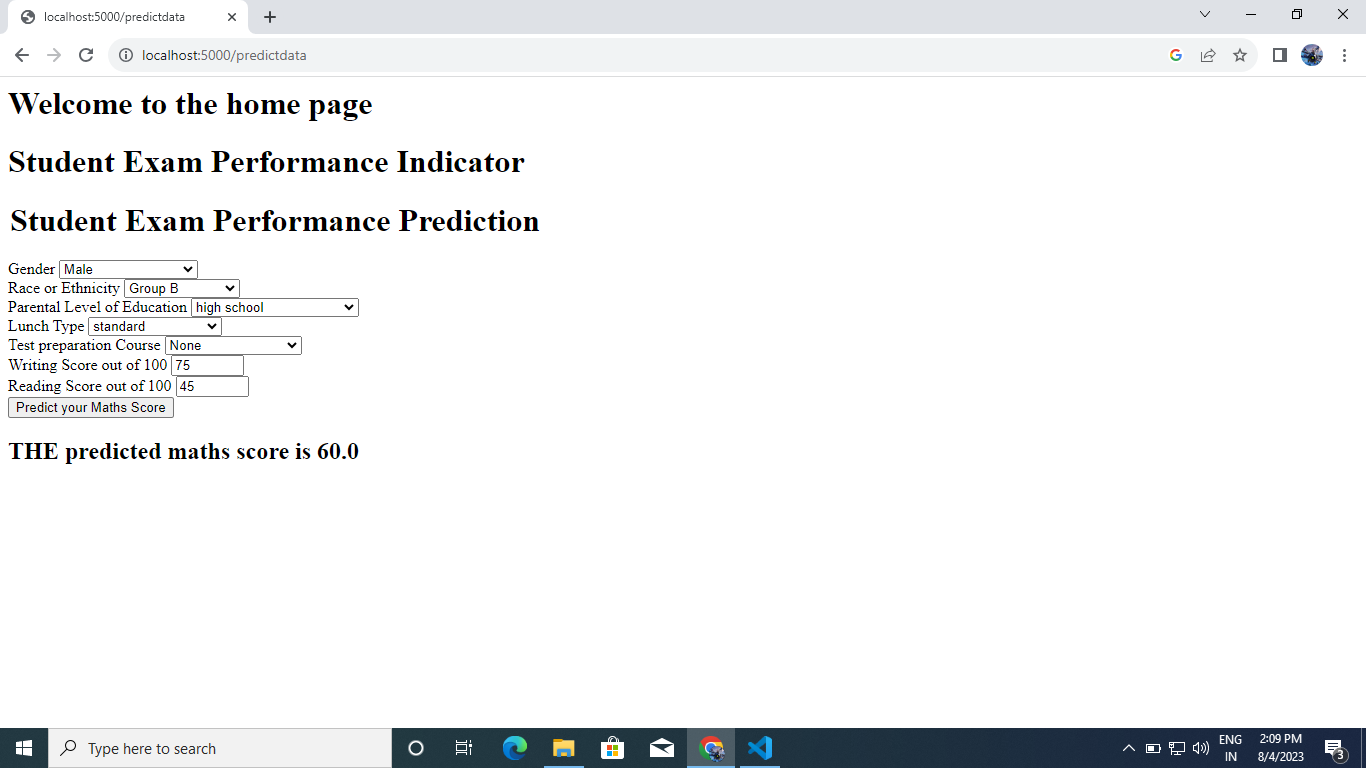 localhost:5000/predictdata
localhost:5000/predictdata
Welcome to the home page
Student Exam Performance Indicator
Student Exam Performance Prediction
Gender Male
Race or Ethnicity Group B
Parental Level of Education high school
Lunch Type standard
Test preparation Course None
Writing Score out of 100 75
Reading Score out of 100 45
Predict your Maths Score
THE predicted maths score is 60.0
Type here to search
ENG
IN
2:09 PM
8/4/2023
3